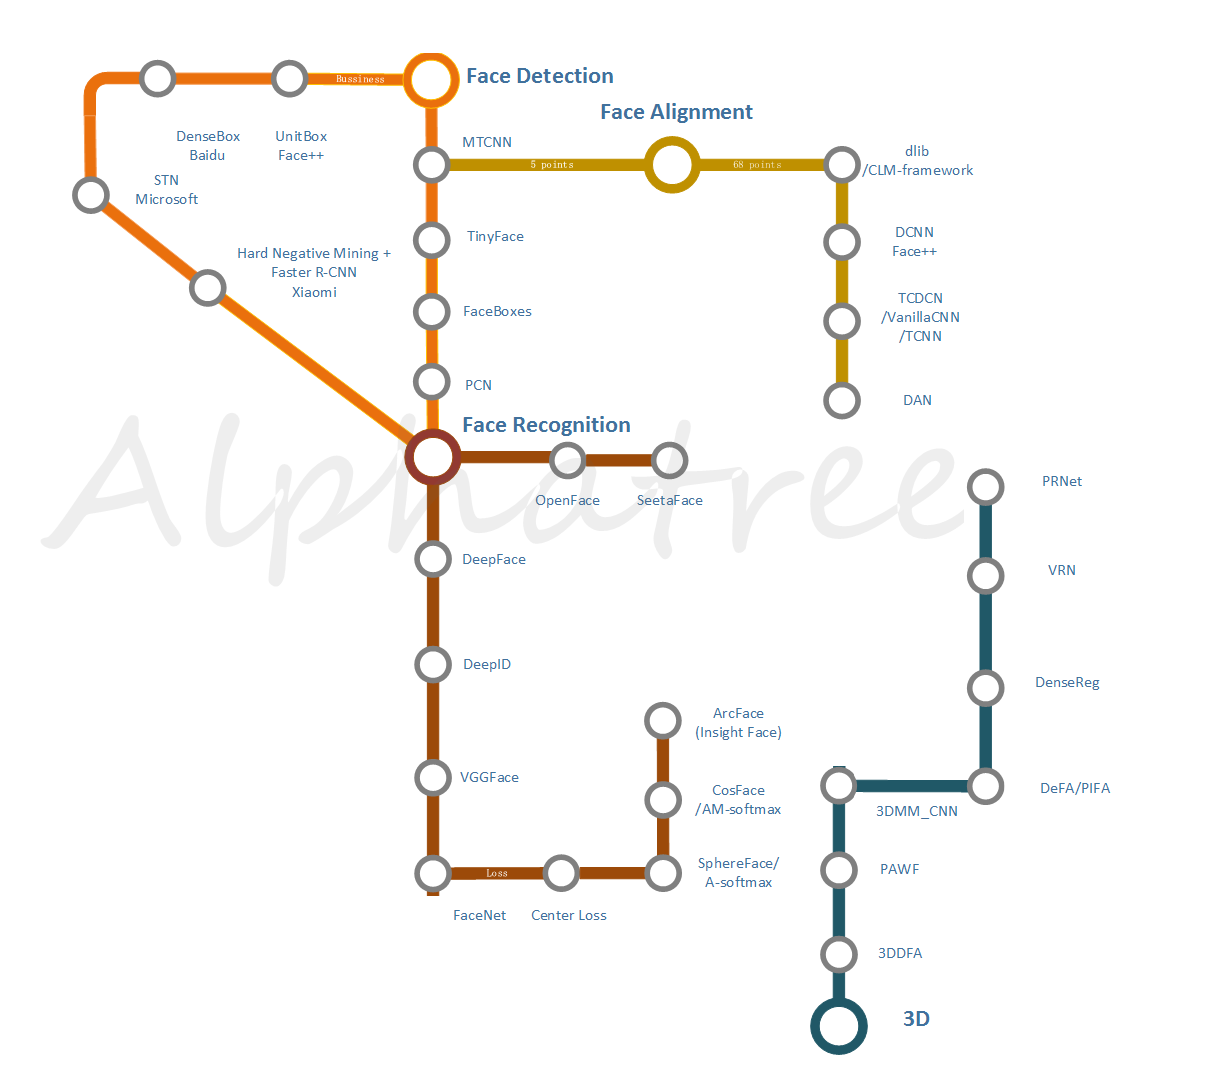 Bussiness
Face Detection
Face Alignment
DenseBox
Baidu
UnitBox
Face++
MTCNN
5 points
68 points
dlib
/CLM-framework
STN
Microsoft
TinyFace
DCNN
Face++
Hard Negative Mining +
Faster R-CNN
Xiaomi
FaceBoxes
TCDCN
/VanillaCNN
/TCNN
PCN
DAN
Face Recognition
Alphatree
OpenFace
SeetaFace
PRNet
DeepFace
VRN
DeepID
DenseReg
ArcFace
(Insight Face)
VGGFace
CosFace
/AM-softmax
3DMM_CNN
DeFA/PIFA
Loss
SphereFace/
A-softmax
PAWF
FaceNet
Center Loss
3DDFA
3D